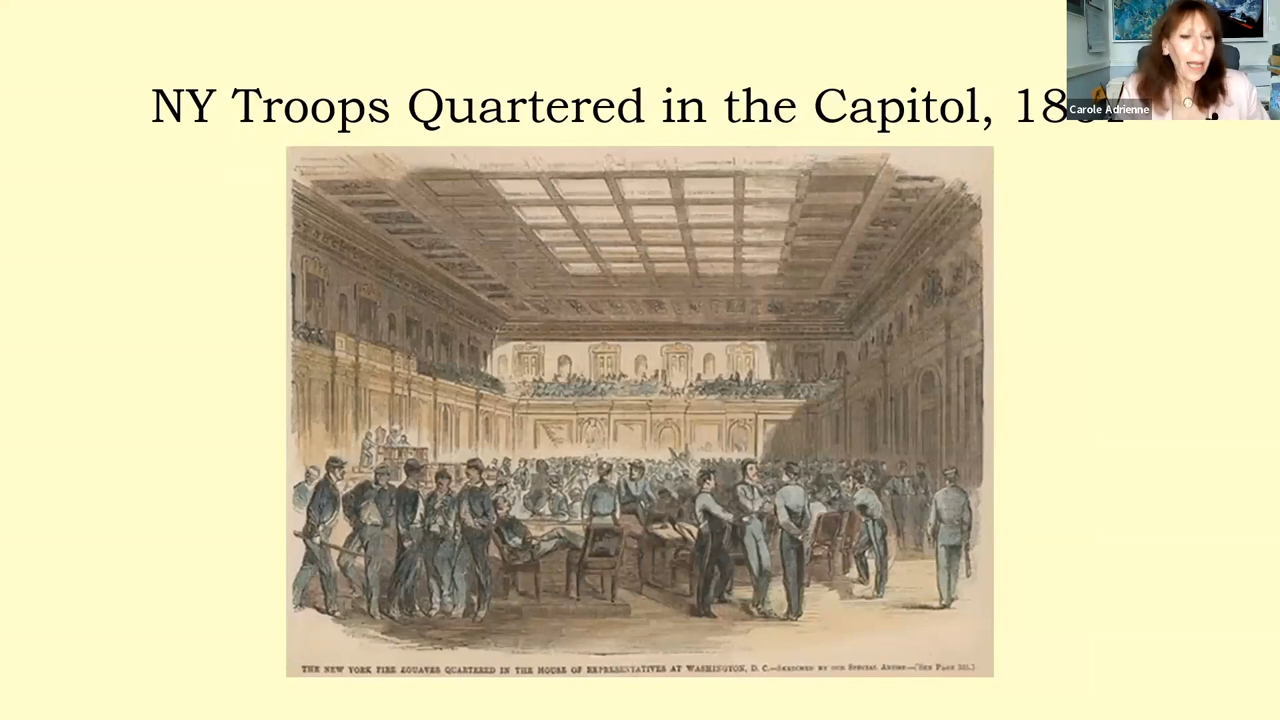 NY Troops Quartered in the Capitol, 18
Carole Adrienne
THE NEW YORK FIRE ZOUAVES QUARTERED IN THE HOUSE OF REPRESENTATIVES AT WASHINGTON, D. C.—SKETCHED BY OUR SPECIAL ARTIST.—[SEE PAGE